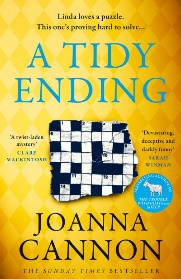 Linda loves a puzzle.
This one's proving hard to solve...
A TIDY
ENDING
'A twist-laden
mystery'
CLARE
MACKINTOSH
'Devastating,
deceptive and
darkly funny'
SARAH
WINMAN
JOANNA
CANNON
THE SUNDAY TIMES BESTSELLER